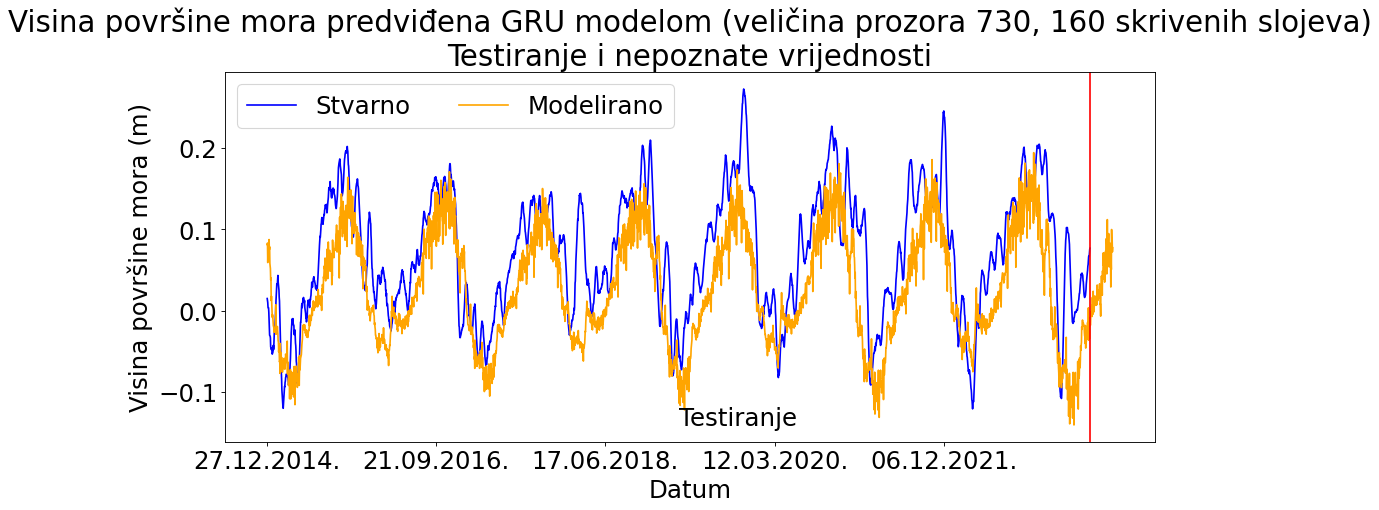 Visina površine mora predviđena GRU modelom (veličina prozora 730, 160 skrivenih slojeva)
Testiranje i nepoznate vrijednosti
Stvarno
Modelirano
Visina površine mora (m)
0.2
0.1
0.0
−0.1
Testiranje
27.12.2014.
21.09.2016.
17.06.2018.
12.03.2020.
06.12.2021.
Datum